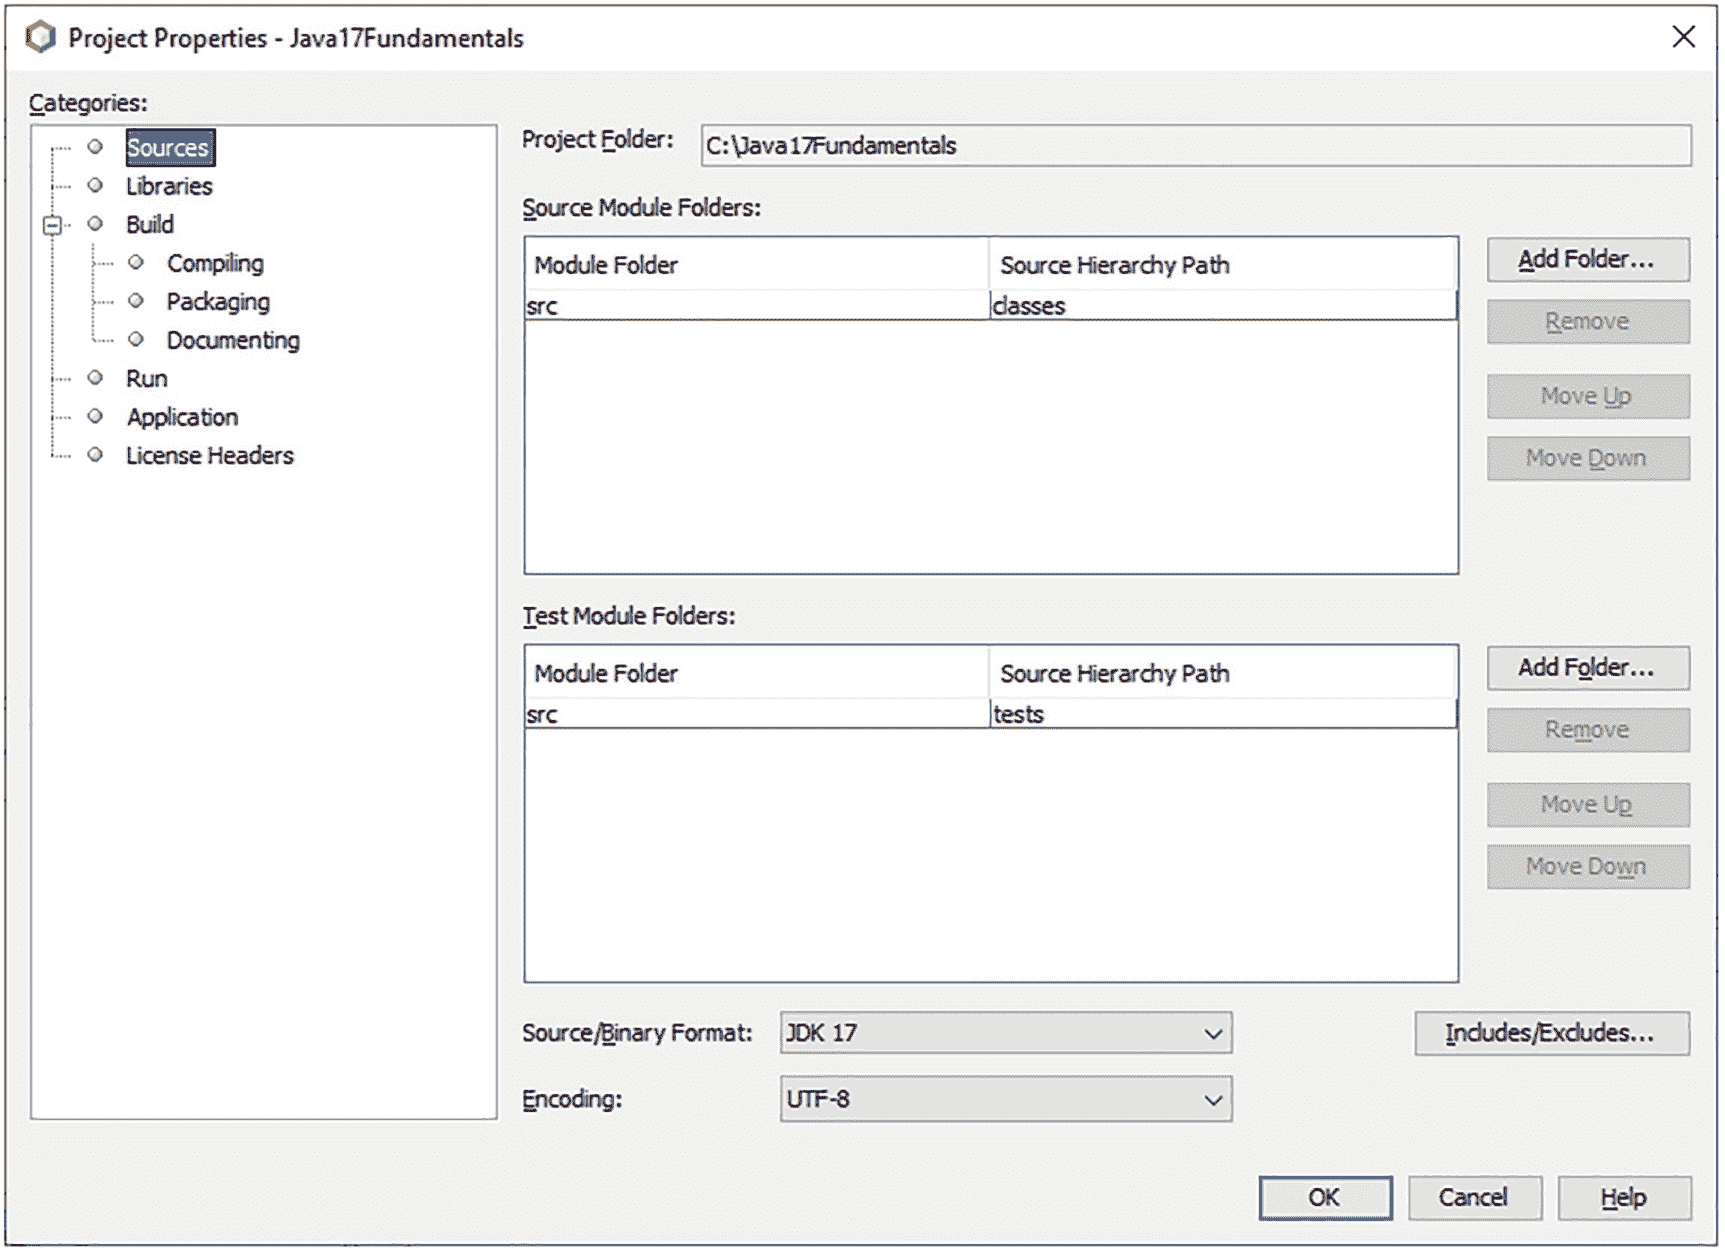 Project Properties - Java17Fundamentals
Categories:
Sources
Libraries
Build
Compiling
Packaging
Documenting
Run
Application
License Headers
Project Folder: C:\Java17Fundamentals
Source Module Folders:
Module Folder Source Hierarchy Path
src classes
Add Folder...
Remove
Move Up
Move Down
Test Module Folders:
Module Folder Source Hierarchy Path
src tests
Add Folder...
Remove
Move Up
Move Down
Source/Binary Format: JDK 17 Includes/Excludes...
Encoding: UTF-8
OK Cancel Help